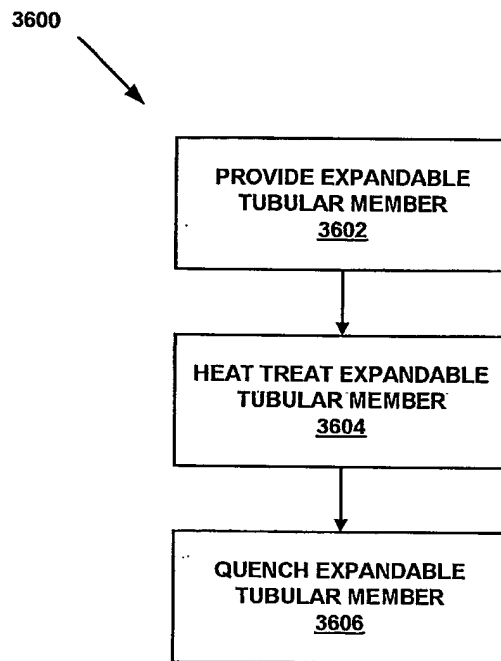 3600
PROVIDE EXPANDABLE
TUBULAR MEMBER
3602
HEAT TREAT EXPANDABLE
TUBULAR MEMBER
3604
QUENCH EXPANDABLE
TUBULAR MEMBER
3606